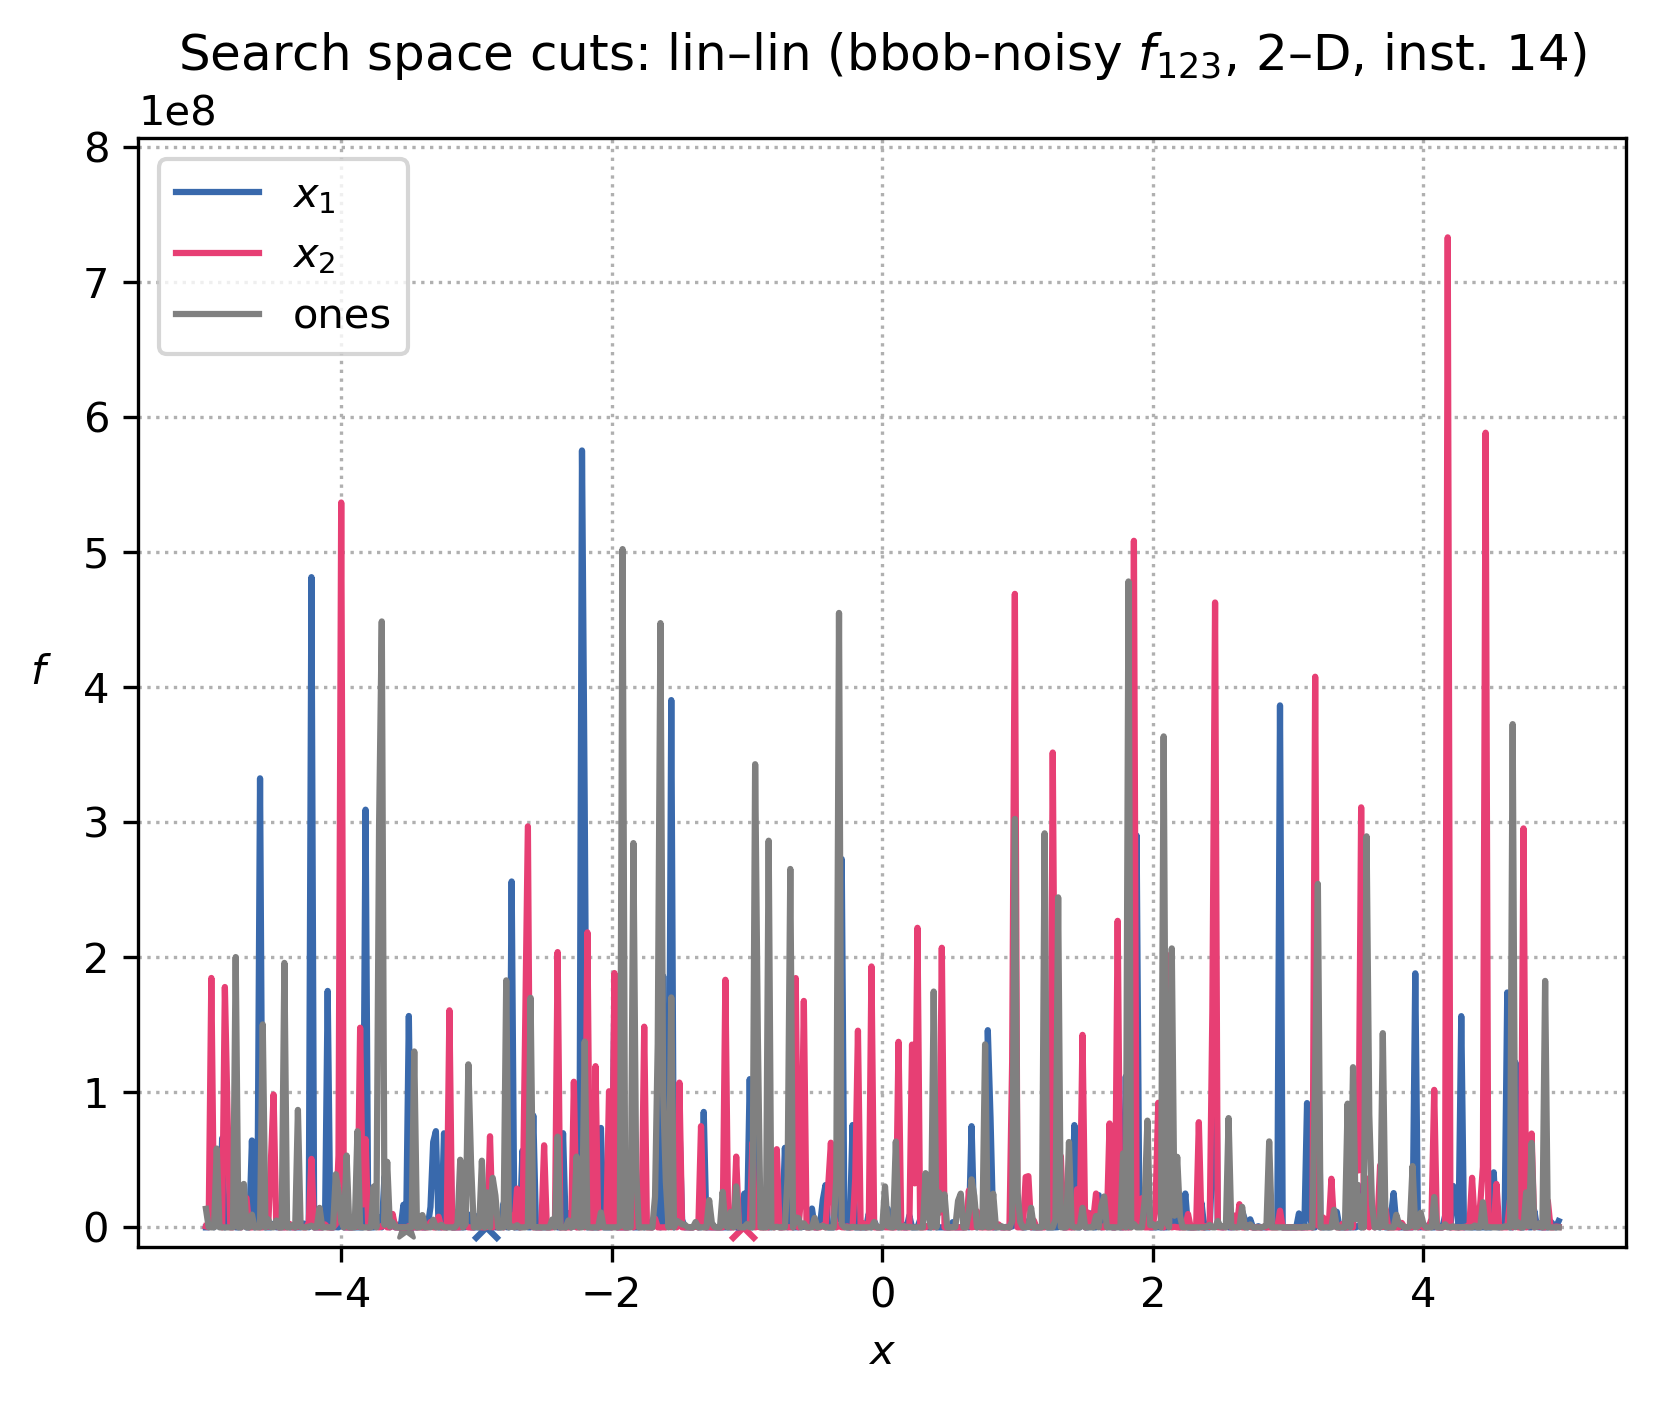 Search space cuts: lin–lin (bbob-noisy f₁₂₃, 2–D, inst. 14)
1e8
8
7
6
5
4
3
2
1
0
f
x₁
x₂
ones
−4
−2
0
2
4
x